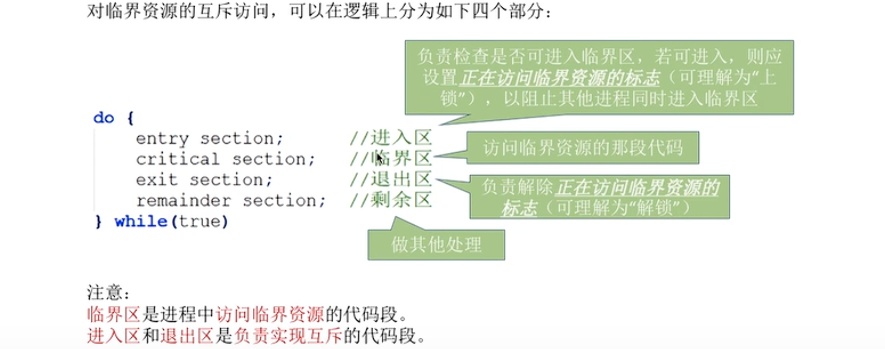 对临界资源的互斥访问，可以在逻辑上分为如下四个部分：
负责检查是否可进入临界区，若可进入，则应
设置正在访问临界资源的标志（可理解为“上
锁”），以阻止其他进程同时进入临界区
do {
entry section; //进入区
critical section; //临界区
访问临界资源的那段代码
exit section; //退出区
负责解除正在访问临界资源的
标志（可理解为“解锁”）
remainder section; //剩余区
} while(true)
做其他处理
注意：
临界区是进程中访问临界资源的代码段。
进入区和退出区是负责实现互斥的代码段。